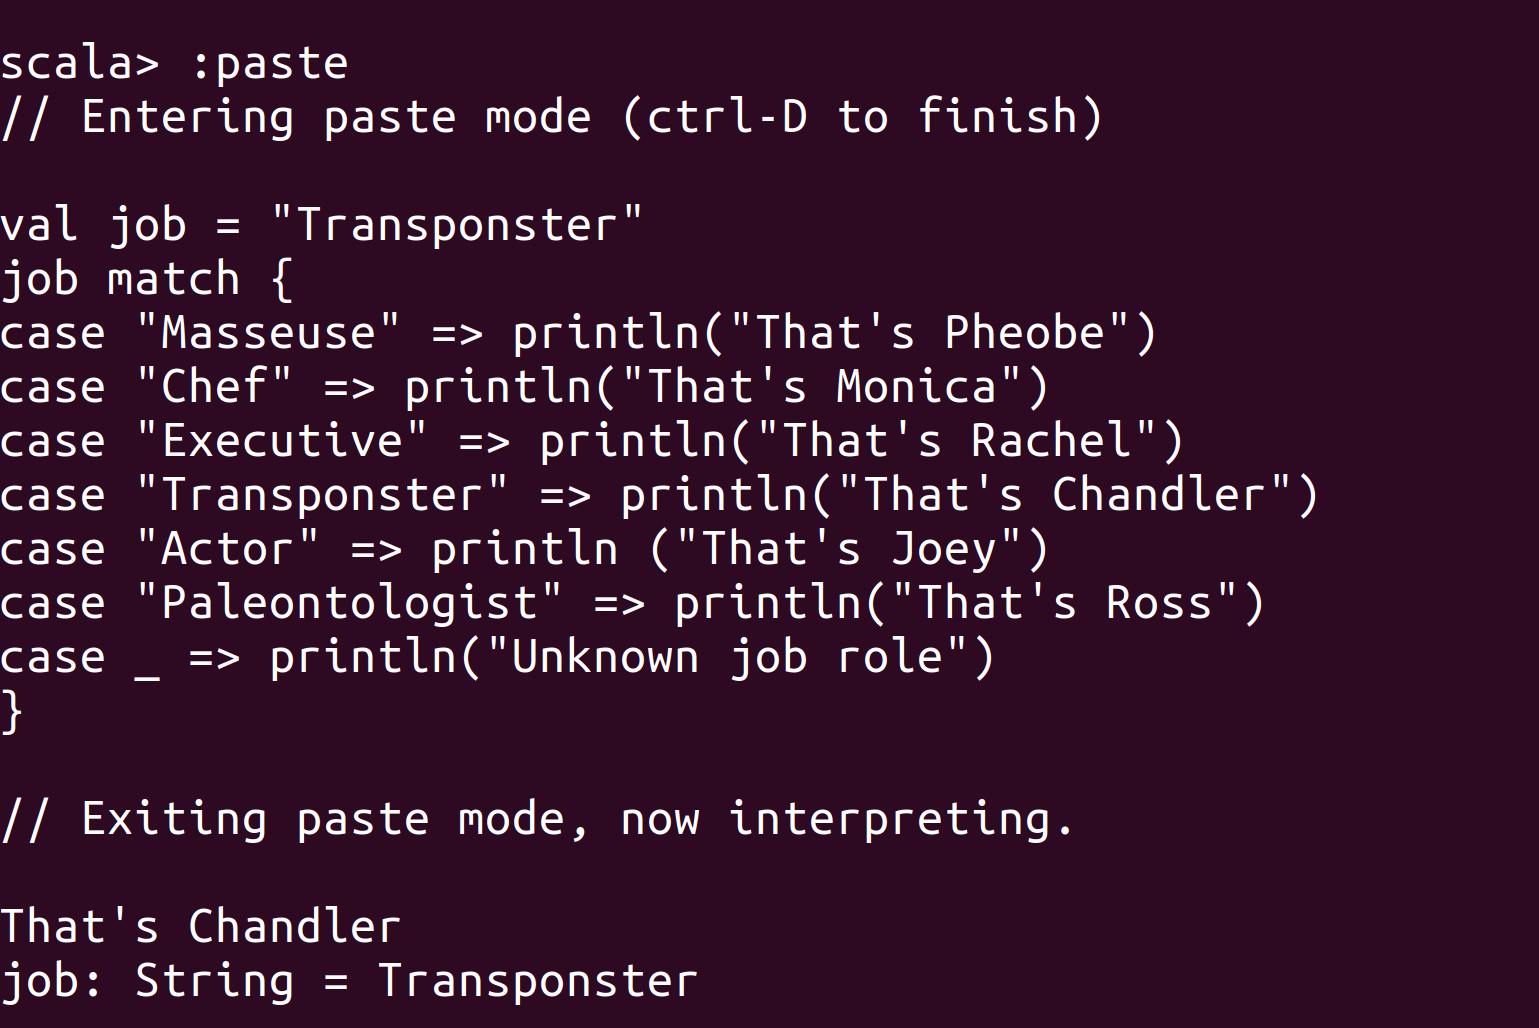 scala> :paste
// Entering paste mode (ctrl-D to finish)
val job = "Transponster"
job match {
case "Masseuse" => println("That's Pheobe")
case "Chef" => println("That's Monica")
case "Executive" => println("That's Rachel")
case "Transponster" => println("That's Chandler")
case "Actor" => println ("That's Joey")
case "Paleontologist" => println("That's Ross")
case _ => println("Unknown job role")
}
// Exiting paste mode, now interpreting.
That's Chandler
job: String = Transponster